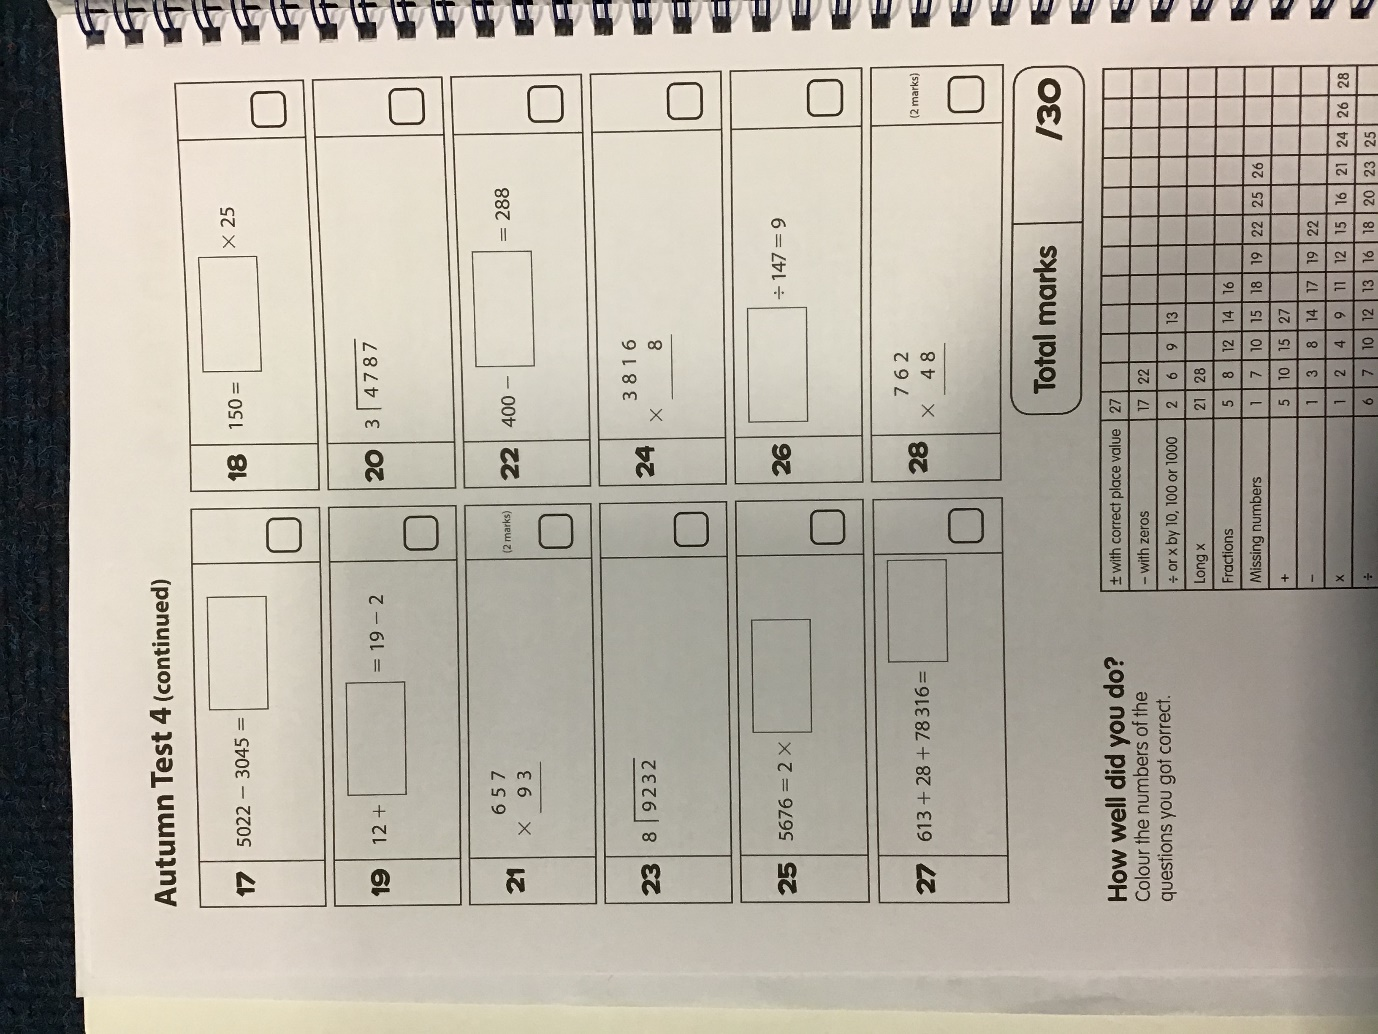 Autumn Test 4 (continued)
17
5022 − 3045 =
18
150 =
× 25
19
12 +
= 19 − 2
20
3 4787
21
657
× 93
(2 marks)
22
400 −
= 288
23
8 9232
24
3816
× 8
25
5676 = 2 ×
26
÷ 147 = 9
27
613 + 28 + 78316 =
28
762
× 48
(2 marks)
Total marks /30
How well did you do?
Colour the numbers of the
questions you got correct.
± with correct place value 27
− with zeros 17 22
÷ or x by 10, 100 or 1000 2 6 9 13
Long x 21 28
Fractions 5 8 12 14 16
Missing numbers 1 7 10 15 18 19 22 25 26
+ 5 10 15 27
− 1 3 8 14 17 19 22
x 1 2 4 9 11 12 15 16 21 24 26 28
÷ 6 7 10 12 13 16 18 20 23 25